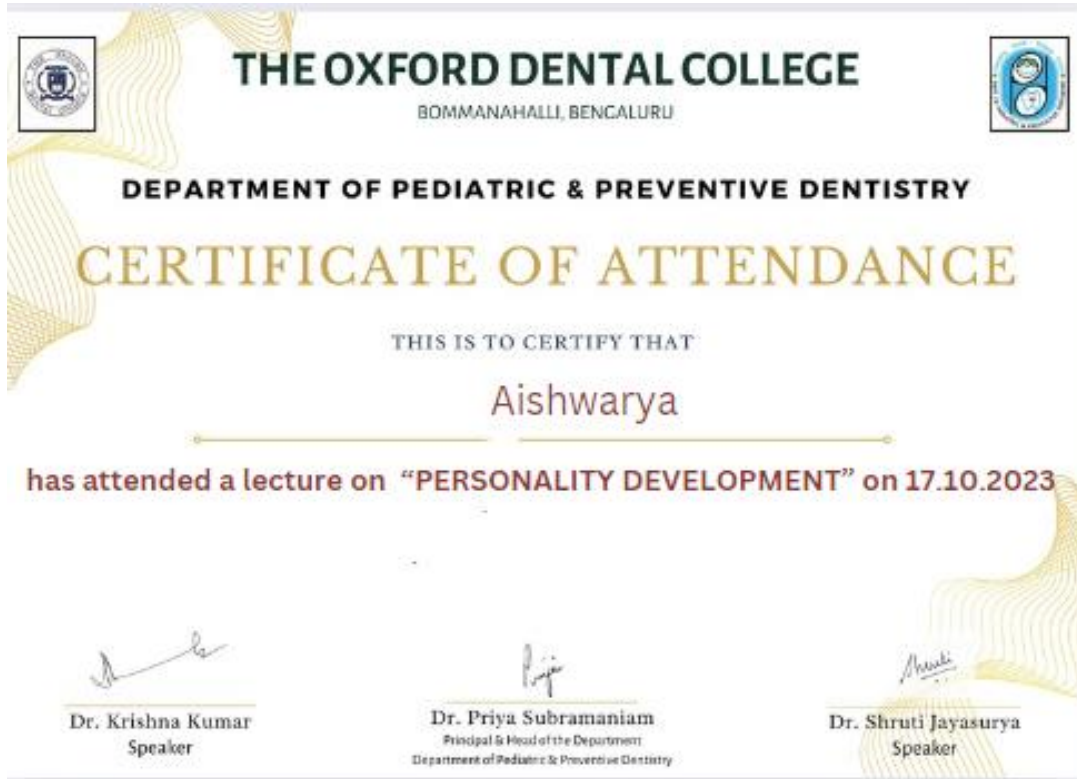 THE OXFORD DENTAL COLLEGE
BOMMANAHALLI, BENGALURU
DEPARTMENT OF PEDIATRIC & PREVENTIVE DENTISTRY
CERTIFICATE OF ATTENDANCE
THIS IS TO CERTIFY THAT
Aishwarya
has attended a lecture on “PERSONALITY DEVELOPMENT” on 17.10.2023
Priya
Shruti
Dr. Krishna Kumar
Speaker
Dr. Priya Subramaniam
Principal & Head of the Department
Department of Pediatric & Preventive Dentistry
Dr. Shruti Jayasurya
Speaker